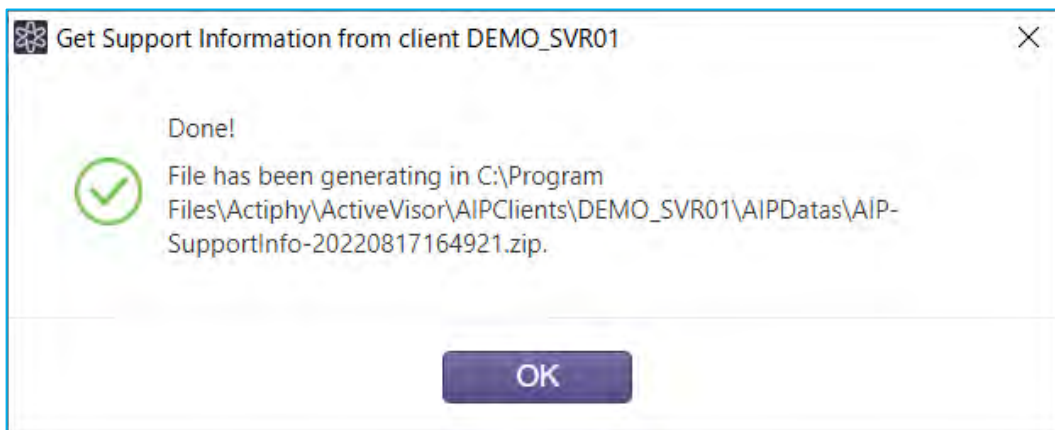 Get Support Information from client DEMO_SVR01
Done!
File has been generating in C:\Program
Files\Actiphy\ActiveVisor\AIPClients\DEMO_SVR01\AIPDatas\AIP-
SupportInfo-20220817164921.zip.
OK